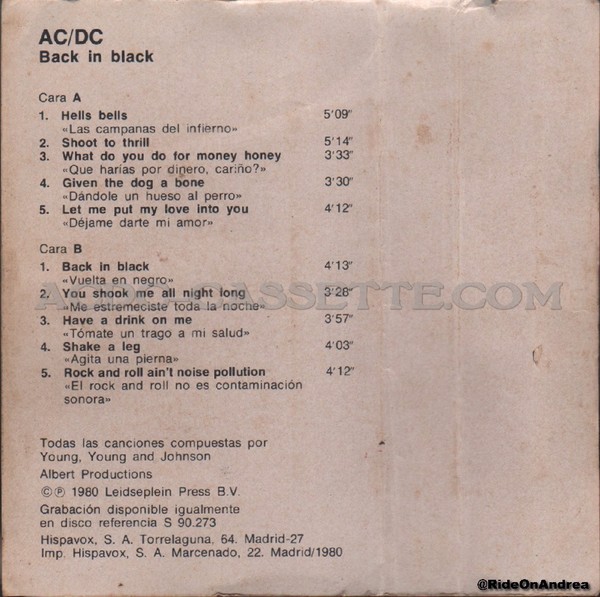 AC/DC
Back in black
Cara A
1. Hells bells 5'09"
«Las campanas del infierno»
2. Shoot to thrill 5'14"
3. What do you do for money honey 3'33"
«Que harías por dinero, cariño?»
4. Given the dog a bone 3'30"
«Dándole un hueso al perro»
5. Let me put my love into you 4'12"
«Déjame darte mi amor»
Cara B
1. Back in black 4'13"
«Vuelta en negro»
2. You shook me all night long 3'28"
«Me estremeciste toda la noche»
3. Have a drink on me 3'57"
«Tómate un trago a mi salud»
4. Shake a leg 4'03"
«Agita una pierna»
5. Rock and roll ain't noise pollution 4'12"
«El rock and roll no es contaminación
sonora»
Todas las canciones compuestas por
Young, Young and Johnson
Albert Productions
©℗ 1980 Leidseplein Press B.V.
Grabación disponible igualmente
en disco referencia S 90.273
Hispavox, S. A. Torrelaguna, 64. Madrid-27
Imp. Hispavox, S. A. Marcenado, 22. Madrid/1980
@RideOnAndrea